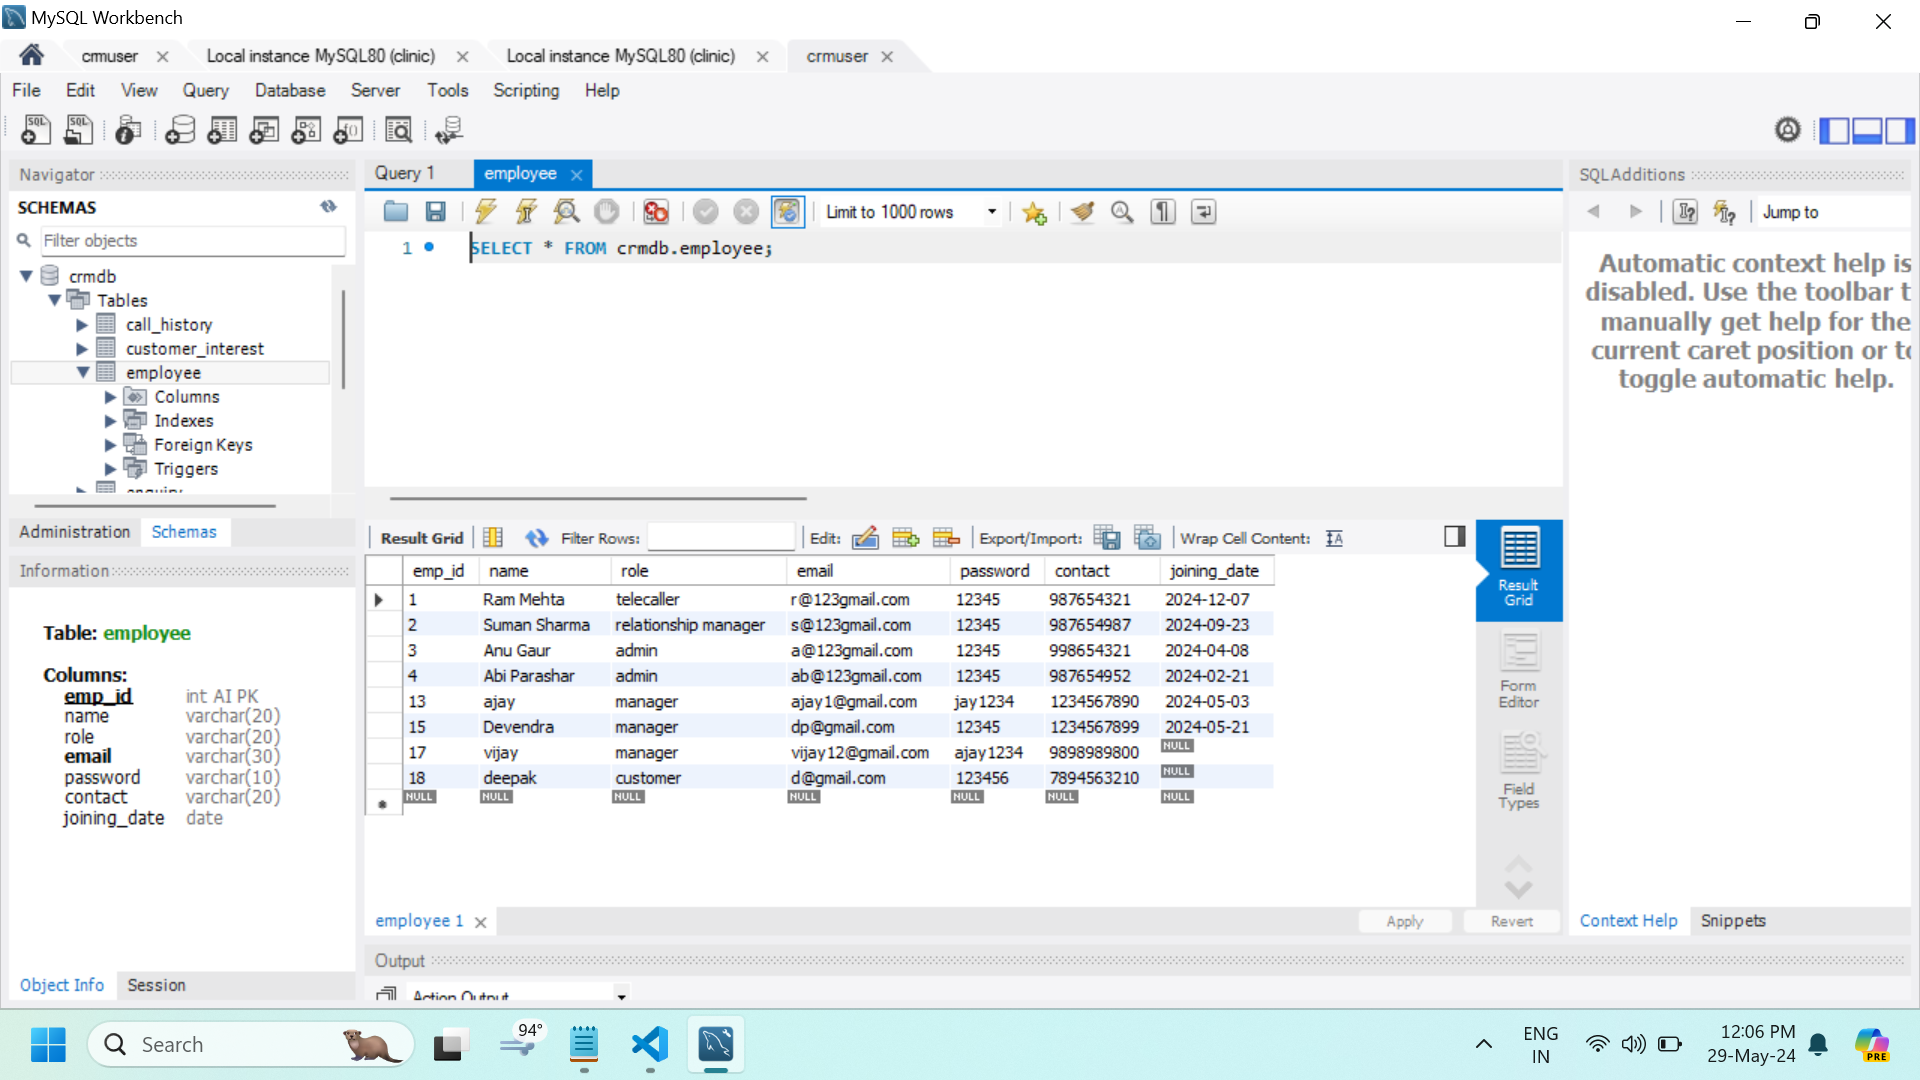 MySQL Workbench
crmuser
Local instance MySQL80 (clinic)
Local instance MySQL80 (clinic)
crmuser
File Edit View Query Database Server Tools Scripting Help
Navigator
SCHEMAS
Filter objects
crmdb
Tables
call_history
customer_interest
employee
Columns
Indexes
Foreign Keys
Triggers
enquiry
Administration Schemas
Information
Table: employee
Columns:
emp_id int AI PK
name varchar(20)
role varchar(20)
email varchar(30)
password varchar(10)
contact varchar(20)
joining_date date
Object Info Session
Query 1 employee
Limit to 1000 rows
1 SELECT * FROM crmdb.employee;
Result Grid Filter Rows: Edit: Export/Import: Wrap Cell Content:
emp_id name role email password contact joining_date
1 Ram Mehta telecaller r@123gmail.com 12345 987654321 2024-12-07
2 Suman Sharma relationship manager s@123gmail.com 12345 987654987 2024-09-23
3 Anu Gaur admin a@123gmail.com 12345 998654321 2024-04-08
4 Abi Parashar admin ab@123gmail.com 12345 987654952 2024-02-21
13 ajay manager ajay1@gmail.com jay1234 1234567890 2024-05-03
15 Devendra manager dp@gmail.com 12345 1234567899 2024-05-21
17 vijay manager vijay12@gmail.com ajay1234 9898989800 NULL
18 deepak customer d@gmail.com 123456 7894563210 NULL
NULL NULL NULL NULL NULL NULL NULL
Result
Grid
Form
Editor
Field
Types
employee 1
Apply Revert
Output
Action Output
SQLAdditions
Jump to
Automatic context help is
disabled. Use the toolbar t
manually get help for the
current caret position or to
toggle automatic help.
Context Help Snippets
Search
94°
ENG
IN
12:06 PM
29-May-24
PRE